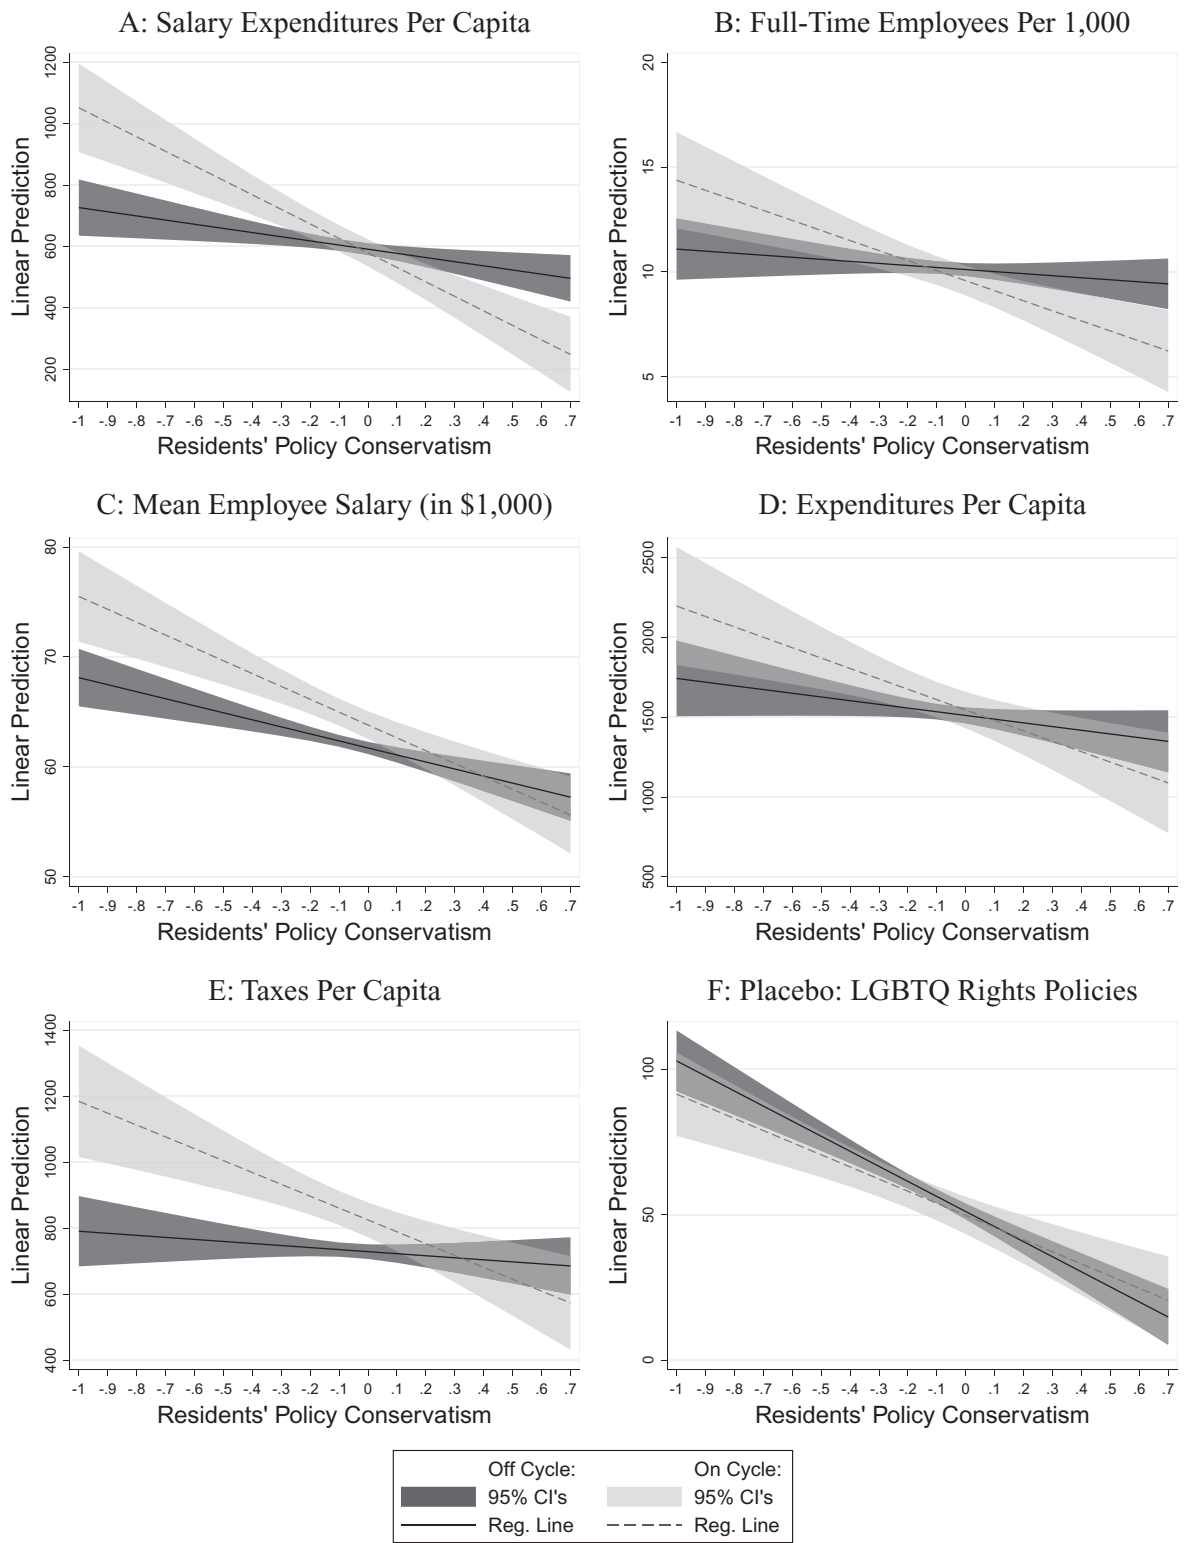 A: Salary Expenditures Per Capita
Linear Prediction
1200
1000
800
600
400
200
-1 -.9 -.8 -.7 -.6 -.5 -.4 -.3 -.2 -.1 0 .1 .2 .3 .4 .5 .6 .7
Residents' Policy Conservatism
B: Full-Time Employees Per 1,000
Linear Prediction
20
15
10
5
-1 -.9 -.8 -.7 -.6 -.5 -.4 -.3 -.2 -.1 0 .1 .2 .3 .4 .5 .6 .7
Residents' Policy Conservatism
C: Mean Employee Salary (in $1,000)
Linear Prediction
80
70
60
50
-1 -.9 -.8 -.7 -.6 -.5 -.4 -.3 -.2 -.1 0 .1 .2 .3 .4 .5 .6 .7
Residents' Policy Conservatism
D: Expenditures Per Capita
Linear Prediction
2500
2000
1500
1000
500
-1 -.9 -.8 -.7 -.6 -.5 -.4 -.3 -.2 -.1 0 .1 .2 .3 .4 .5 .6 .7
Residents' Policy Conservatism
E: Taxes Per Capita
Linear Prediction
1400
1200
1000
800
600
400
-1 -.9 -.8 -.7 -.6 -.5 -.4 -.3 -.2 -.1 0 .1 .2 .3 .4 .5 .6 .7
Residents' Policy Conservatism
F: Placebo: LGBTQ Rights Policies
Linear Prediction
100
50
0
-1 -.9 -.8 -.7 -.6 -.5 -.4 -.3 -.2 -.1 0 .1 .2 .3 .4 .5 .6 .7
Residents' Policy Conservatism
Off Cycle: On Cycle:
95% CI's 95% CI's
Reg. Line Reg. Line